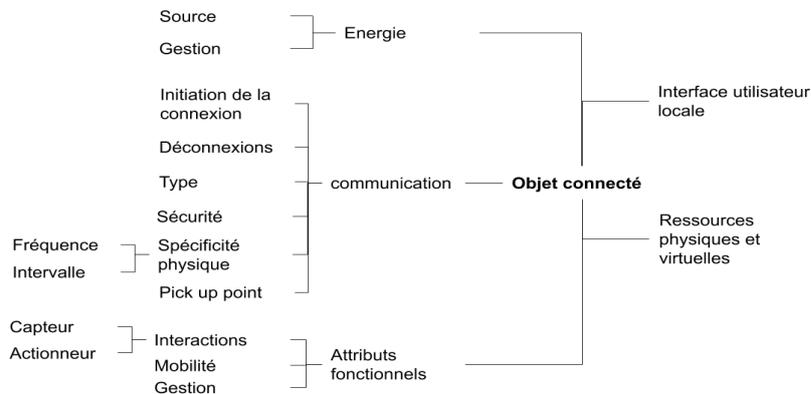 Source
Energie
Gestion
Initiation de la
connexion
Déconnexions
Type
communication
Sécurité
Fréquence
Intervalle
Spécificité
physique
Pick up point
Capteur
Actionneur
Interactions
Mobilité
Gestion
Attributs
fonctionnels
Objet connecté
Interface utilisateur
locale
Ressources
physiques et
virtuelles